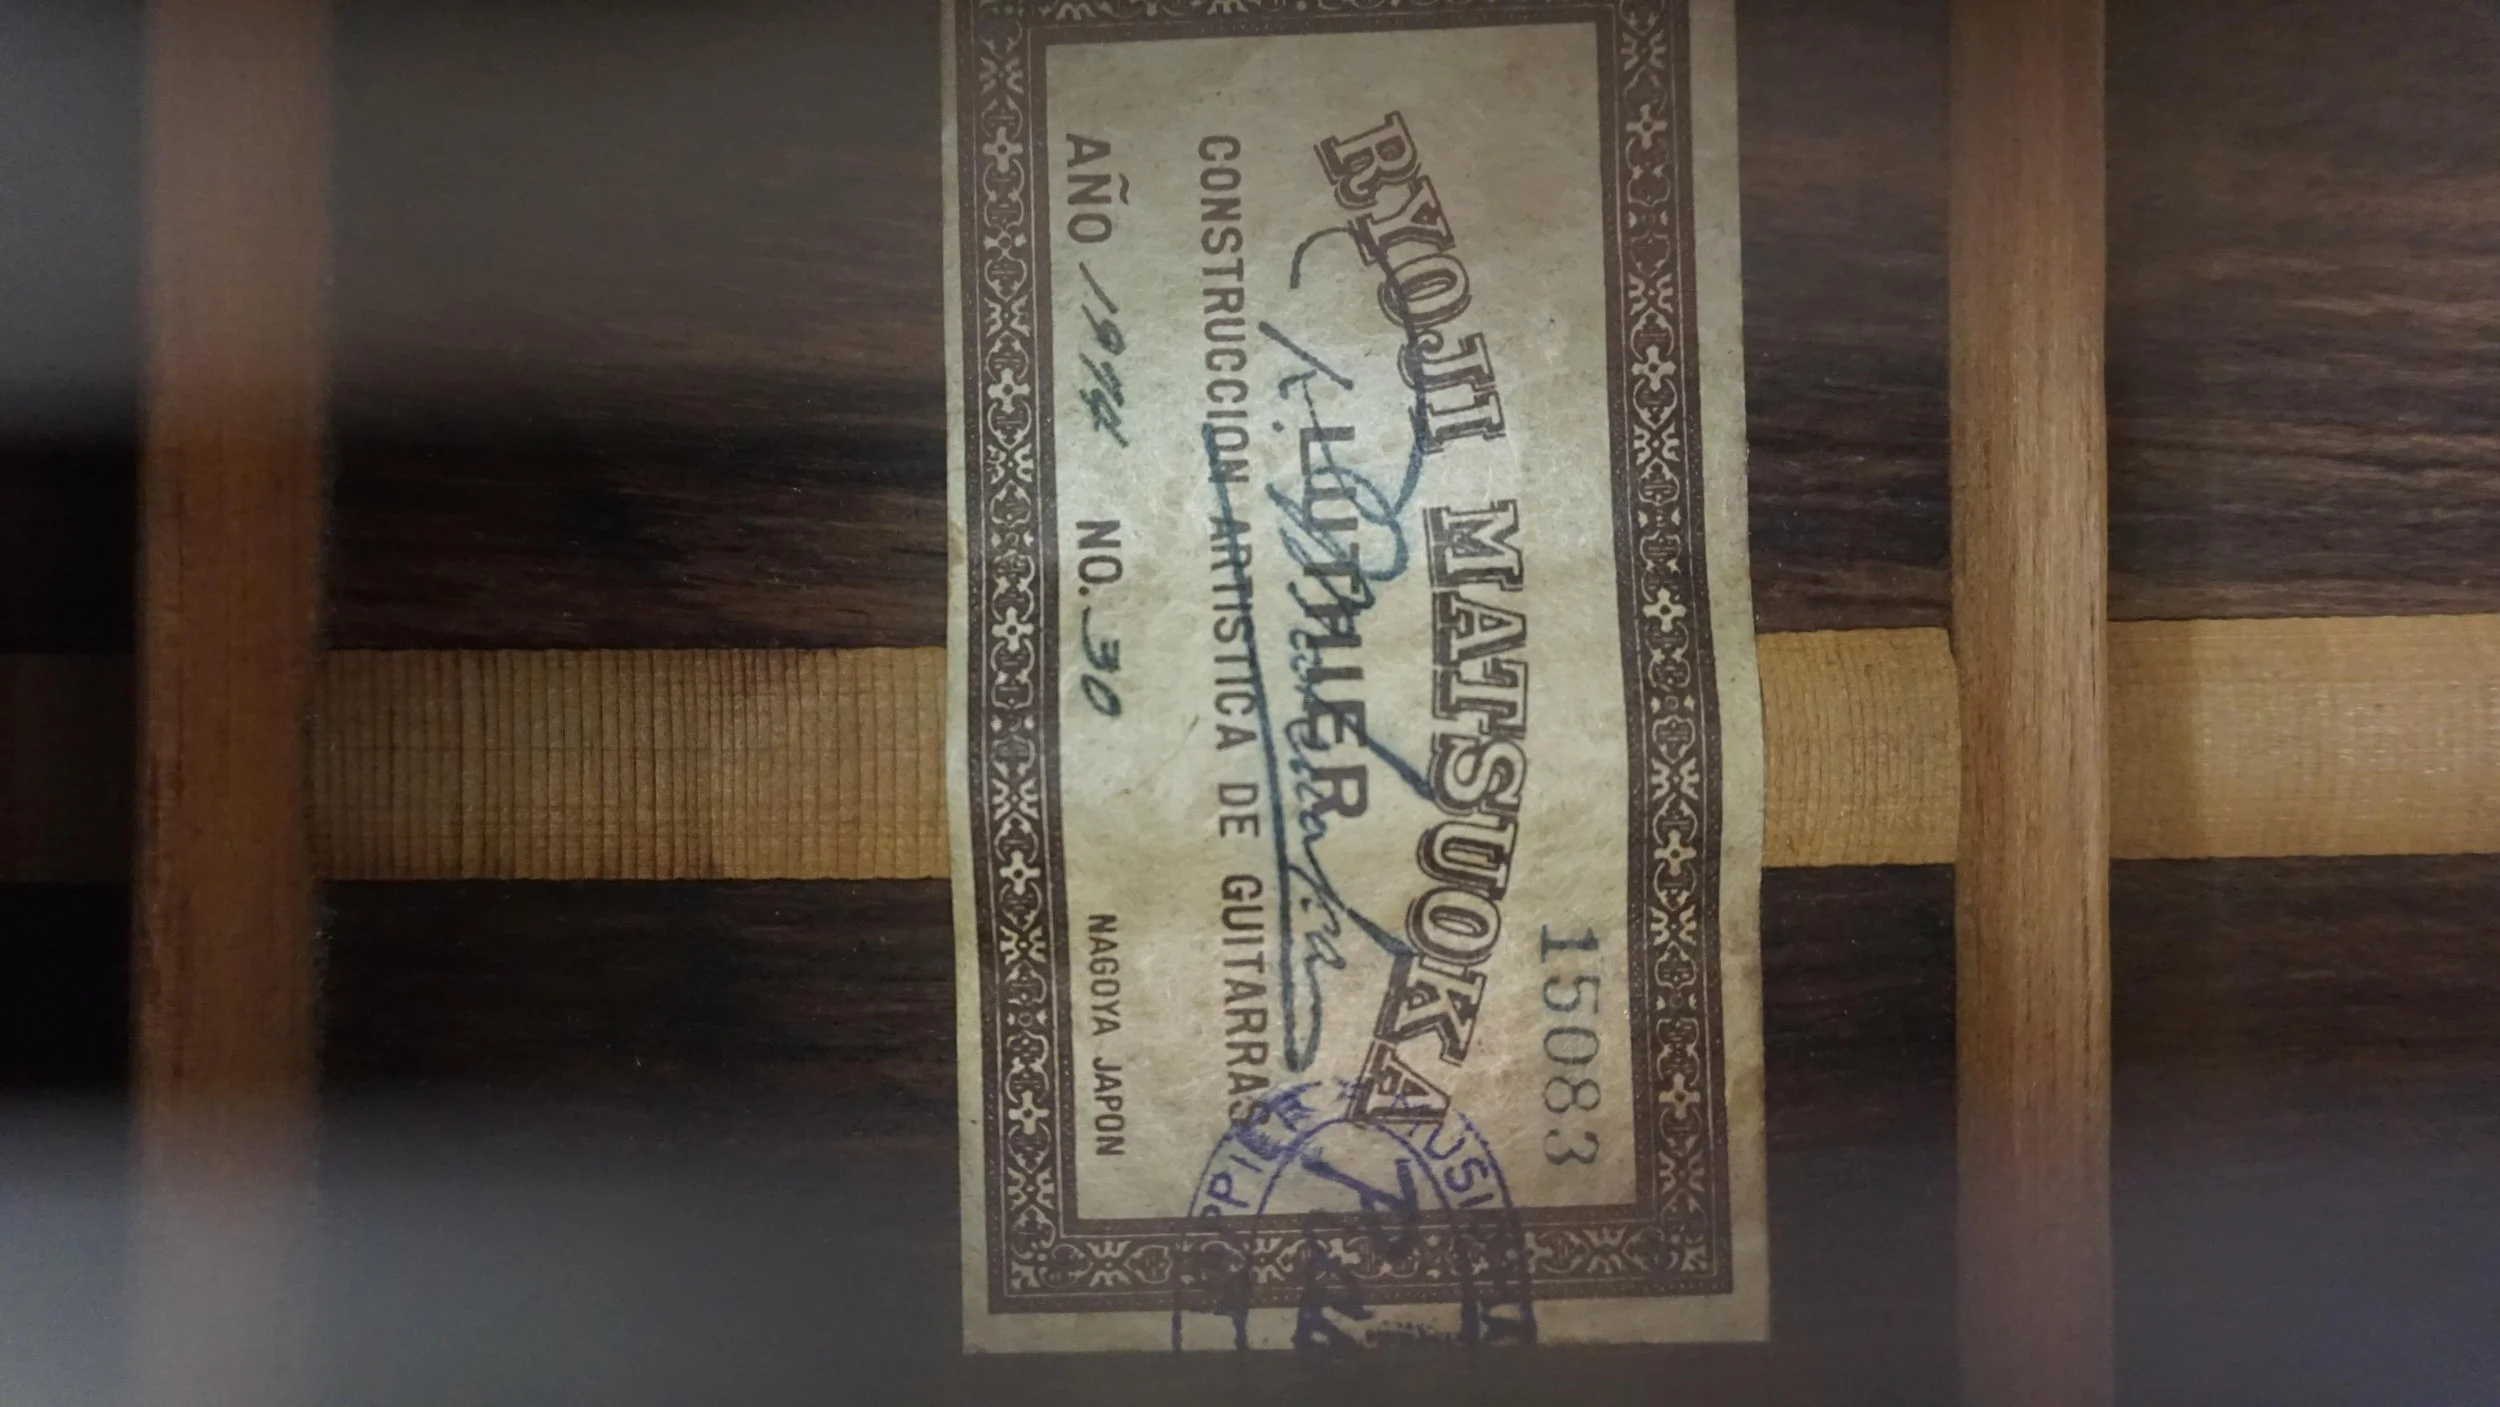 15083
RYOJI MATSUOKA
LUTHIER
CONSTRUCCION ARTISTICA DE GUITARRAS
AÑO 1974 NO. 30 NAGOYA JAPON